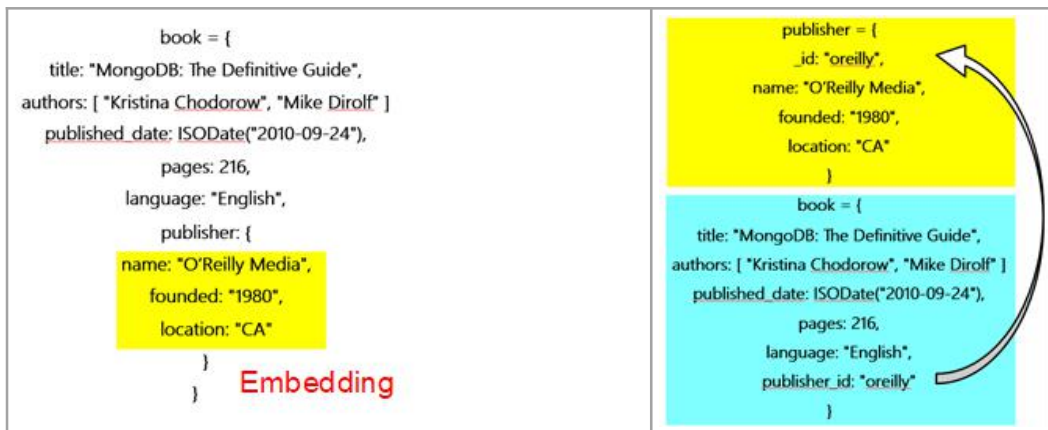 book = {
title: "MongoDB: The Definitive Guide",
authors: [ "Kristina Chodorow", "Mike Dirolf" ]
published_date: ISODate("2010-09-24"),
pages: 216,
language: "English",
publisher: {
name: "O'Reilly Media",
founded: "1980",
location: "CA"
}
}
Embedding
publisher = {
_id: "oreilly",
name: "O'Reilly Media",
founded: "1980",
location: "CA"
}
book = {
title: "MongoDB: The Definitive Guide",
authors: [ "Kristina Chodorow", "Mike Dirolf" ]
published_date: ISODate("2010-09-24"),
pages: 216,
language: "English",
publisher_id: "oreilly"
}